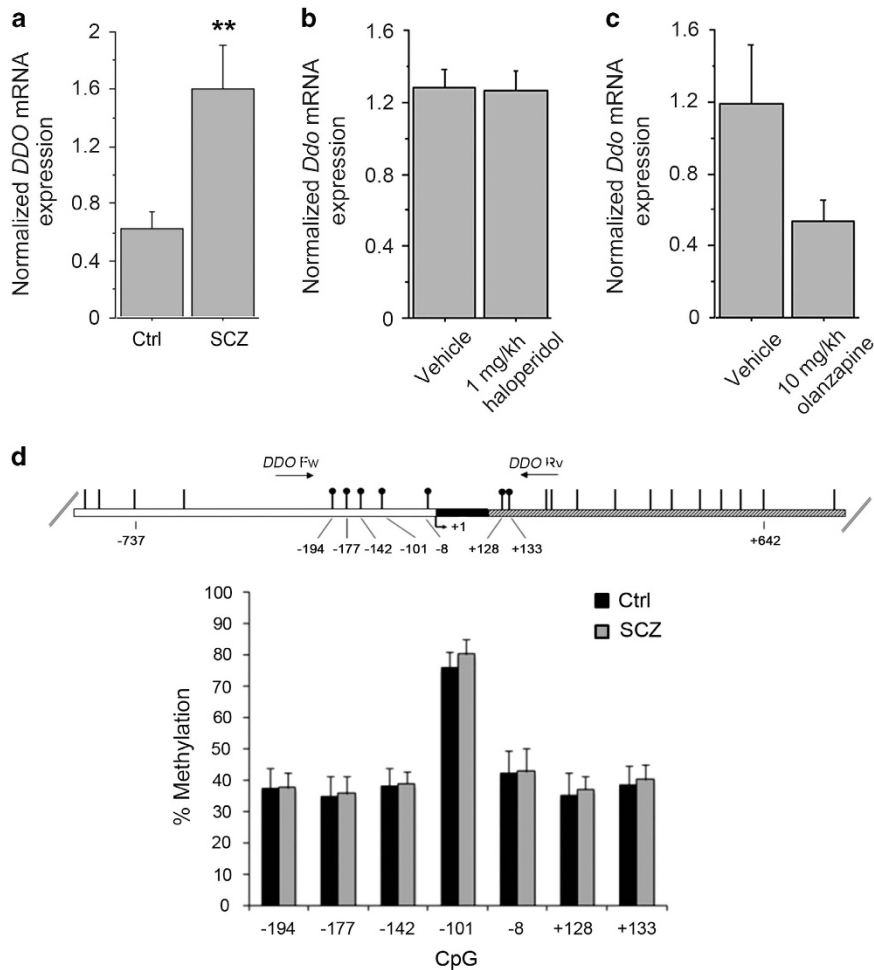 a
Normalized DDO mRNA
expression
2
1.6
1.2
0.8
0.4
0
**
Ctrl
SCZ
b
Normalized Ddo mRNA
expression
1.6
1.2
0.8
0.4
0
Vehicle
1 mg/kh
haloperidol
c
Normalized Ddo mRNA
expression
1.6
1.2
0.8
0.4
0
Vehicle
10 mg/kh
olanzapine
d
DDO Fw
DDO Rv
+1
-737
-194
-177
-142
-101
-8
+128
+133
+642
% Methylation
100
90
80
70
60
50
40
30
20
10
0
Ctrl
SCZ
-194
-177
-142
-101
-8
+128
+133
CpG